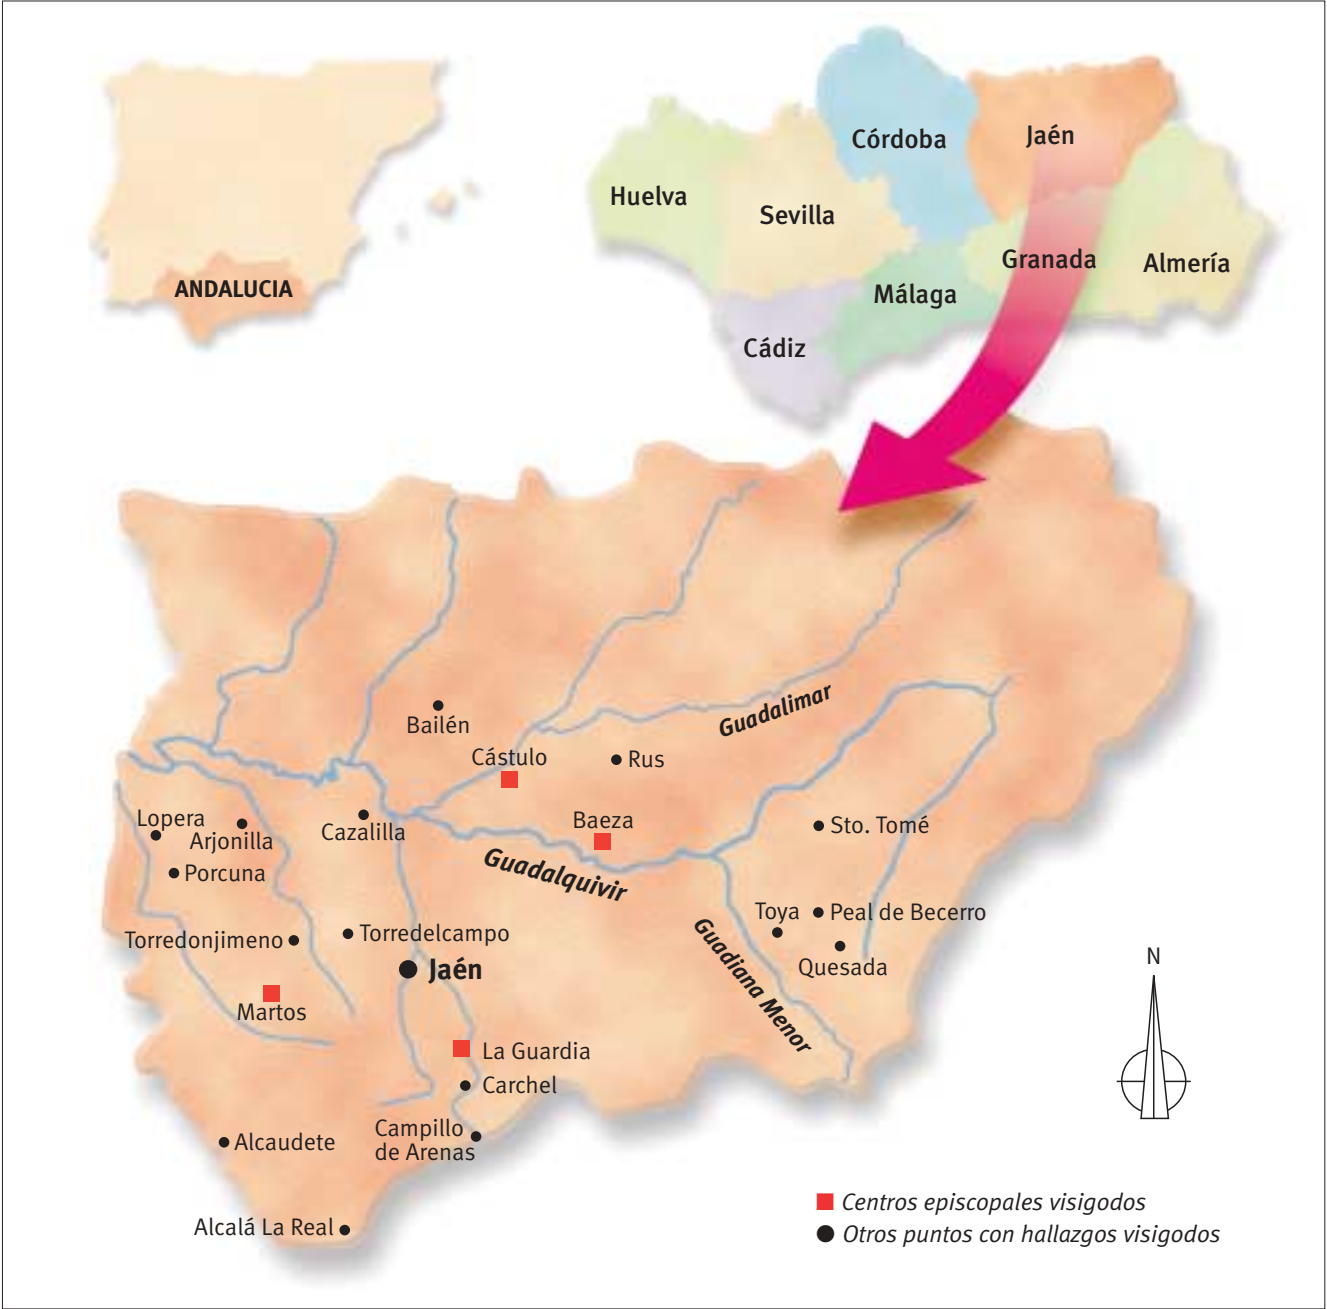 ANDALUCIA
Huelva
Sevilla
Córdoba
Jaén
Granada
Almería
Málaga
Cádiz
Guadalimar
Bailén
Cástulo
Rus
Lopera
Arjonilla
Cazalilla
Baeza
Sto. Tomé
Guadalquivir
Porcuna
Toya
Peal de Becerro
Torredonjimeno
Torredelcampo
Quesada
Jaén
Guadiana Menor
N
Martos
La Guardia
Carchel
Campillo
de Arenas
Alcaudete
Alcalá La Real
Centros episcopales visigodos
Otros puntos con hallazgos visigodos